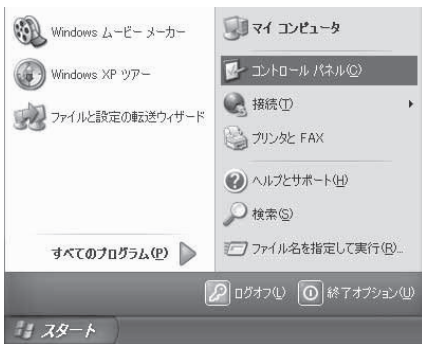 Windows ムービー メーカー
Windows XP ツアー
ファイルと設定の転送ウィザード
すべてのプログラム(P)
マイ コンピュータ
コントロール パネル(C)
接続(T)
プリンタと FAX
ヘルプとサポート(H)
検索(S)
ファイル名を指定して実行(R)...
ログオフ(L)
終了オプション(U)
スタート